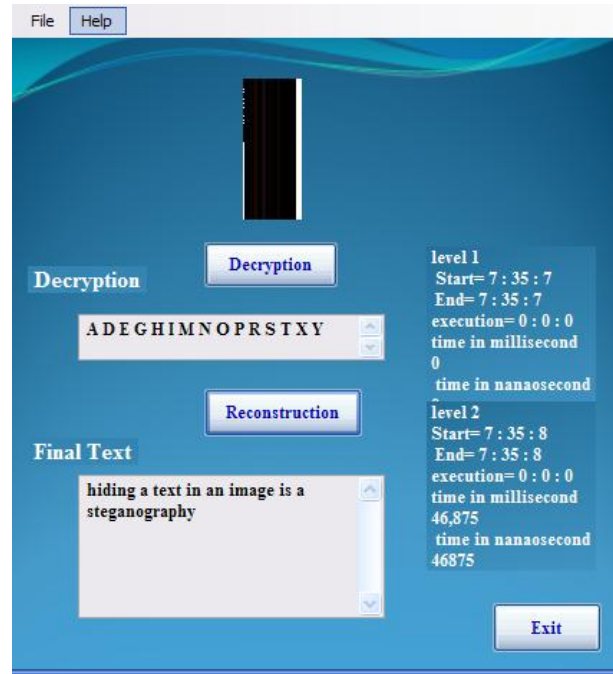 File Help
Decryption
level 1
Start= 7 : 35 : 7
End= 7 : 35 : 7
execution= 0 : 0 : 0
time in millisecond
0
time in nanaosecond
Decryption
A D E G H I M N O P R S T X Y
Reconstruction
level 2
Start= 7 : 35 : 8
End= 7 : 35 : 8
execution= 0 : 0 : 0
time in millisecond
46,875
time in nanaosecond
46875
Final Text
hiding a text in an image is a
steganography
Exit